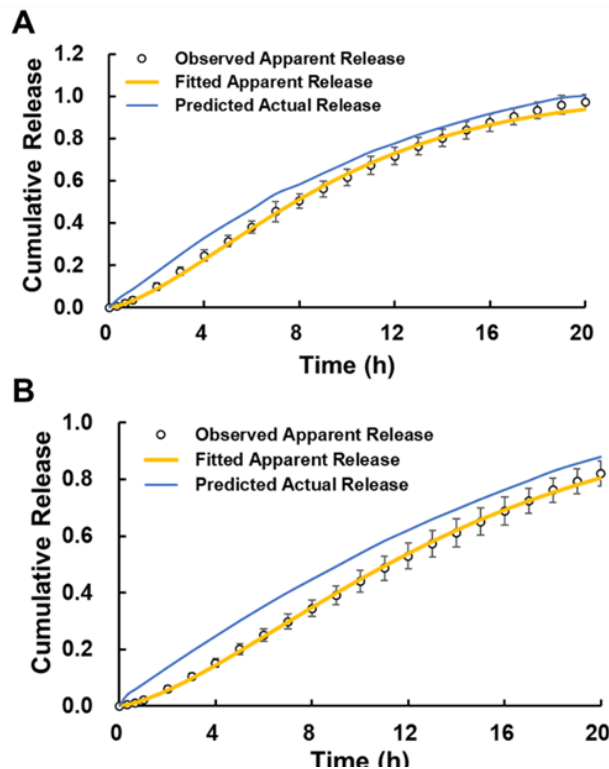 A
1.2
1.0
0.8
0.6
0.4
0.2
0.0
Cumulative Release
Observed Apparent Release
Fitted Apparent Release
Predicted Actual Release
0 4 8 12 16 20
Time (h)
B
1.0
0.8
0.6
0.4
0.2
0.0
Cumulative Release
Observed Apparent Release
Fitted Apparent Release
Predicted Actual Release
0 4 8 12 16 20
Time (h)